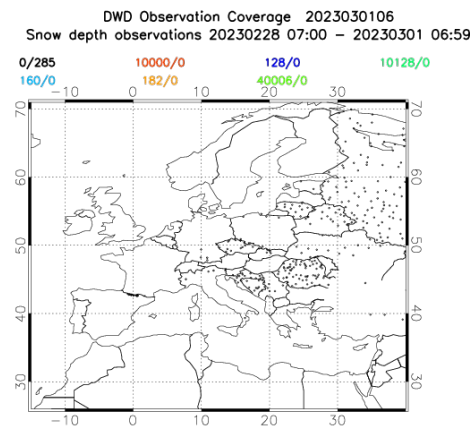 DWD Observation Coverage 2023030106
Snow depth observations 20230228 07:00 - 20230301 06:59
0/285 10000/0 128/0 10128/0
160/0 182/0 40006/0
-10 0 10 20 30
70 70
60 60
50 50
40 40
30 30
-10 0 10 20 30